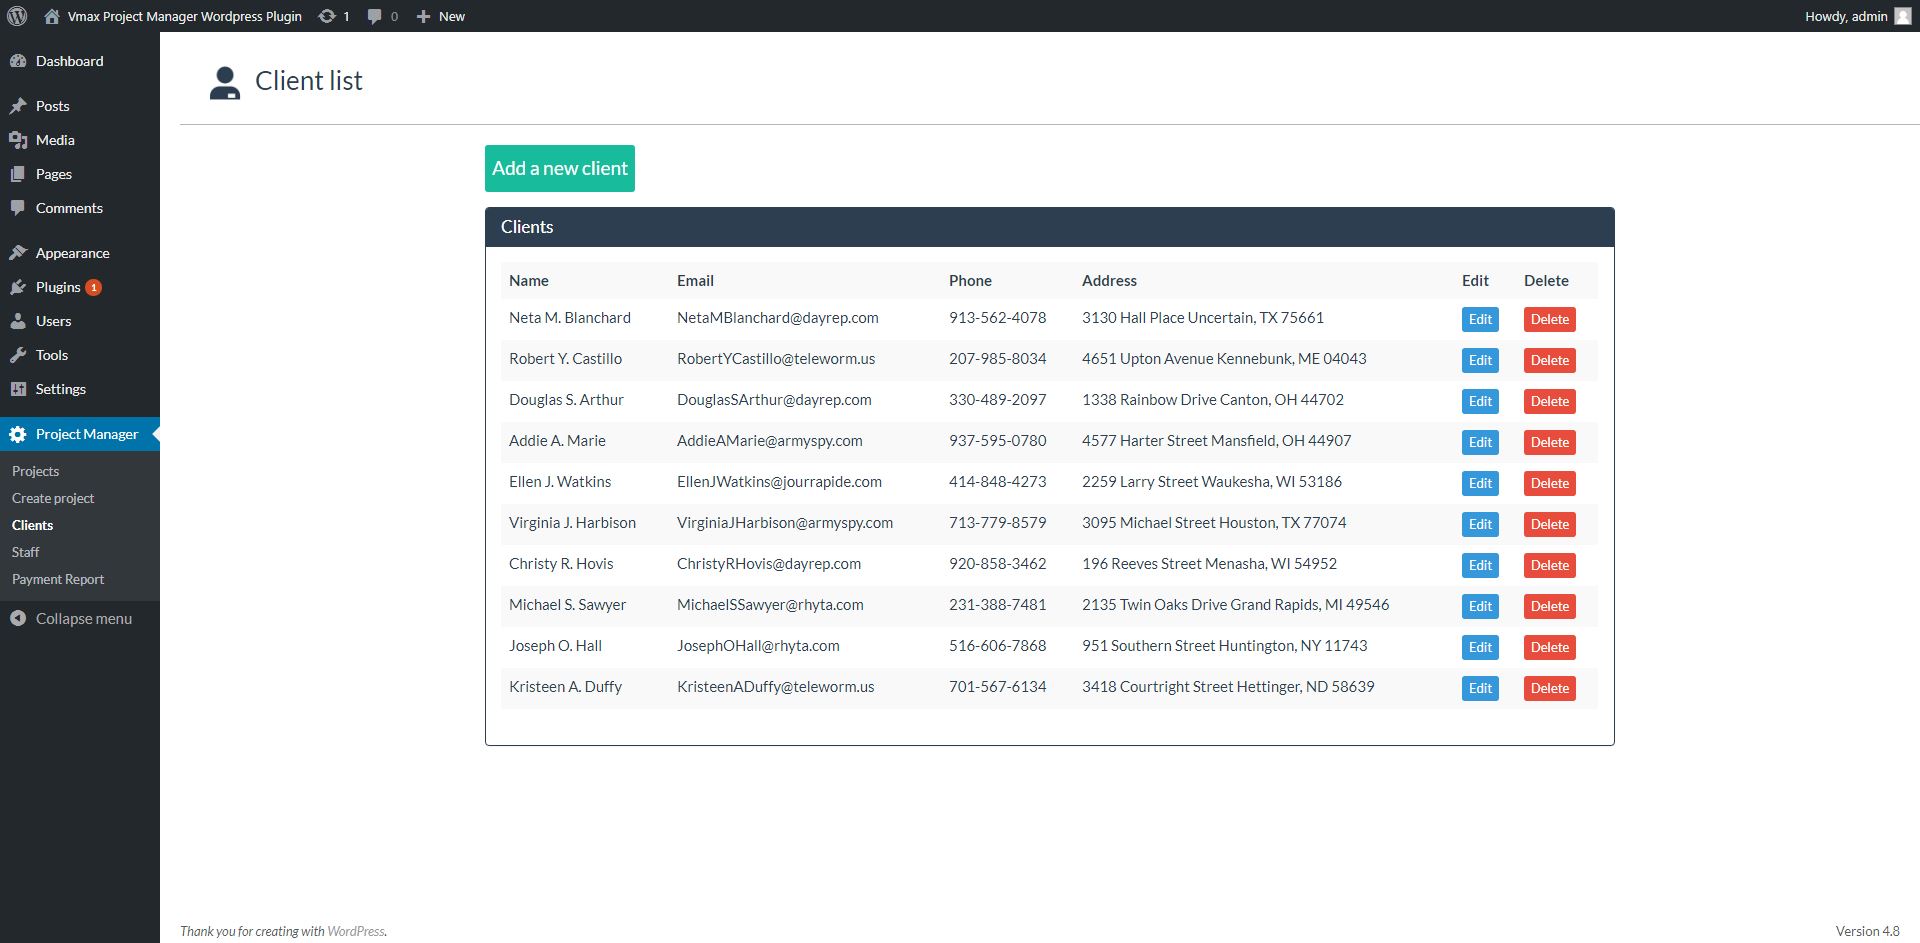 Vmax Project Manager Wordpress Plugin 1 0 New Howdy, admin
Dashboard
Posts
Media
Pages
Comments
Appearance
Plugins 1
Users
Tools
Settings
Project Manager
Projects
Create project
Clients
Staff
Payment Report
Collapse menu
Client list
Add a new client
Clients
Name Email Phone Address Edit Delete
Neta M. Blanchard NetaMBlanchard@dayrep.com 913-562-4078 3130 Hall Place Uncertain, TX 75661 Edit Delete
Robert Y. Castillo RobertYCastillo@teleworm.us 207-985-8034 4651 Upton Avenue Kennebunk, ME 04043 Edit Delete
Douglas S. Arthur DouglasSArthur@dayrep.com 330-489-2097 1338 Rainbow Drive Canton, OH 44702 Edit Delete
Addie A. Marie AddieAMarie@armyspy.com 937-595-0780 4577 Harter Street Mansfield, OH 44907 Edit Delete
Ellen J. Watkins EllenJWatkins@jourrapide.com 414-848-4273 2259 Larry Street Waukesha, WI 53186 Edit Delete
Virginia J. Harbison VirginiaJHarbison@armyspy.com 713-779-8579 3095 Michael Street Houston, TX 77074 Edit Delete
Christy R. Hovis ChristyRHovis@dayrep.com 920-858-3462 196 Reeves Street Menasha, WI 54952 Edit Delete
Michael S. Sawyer MichaelSSawyer@rhyta.com 231-388-7481 2135 Twin Oaks Drive Grand Rapids, MI 49546 Edit Delete
Joseph O. Hall JosephOHall@rhyta.com 516-606-7868 951 Southern Street Huntington, NY 11743 Edit Delete
Kristeen A. Duffy KristeenADuffy@teleworm.us 701-567-6134 3418 Courtright Street Hettinger, ND 58639 Edit Delete
Thank you for creating with WordPress. Version 4.8